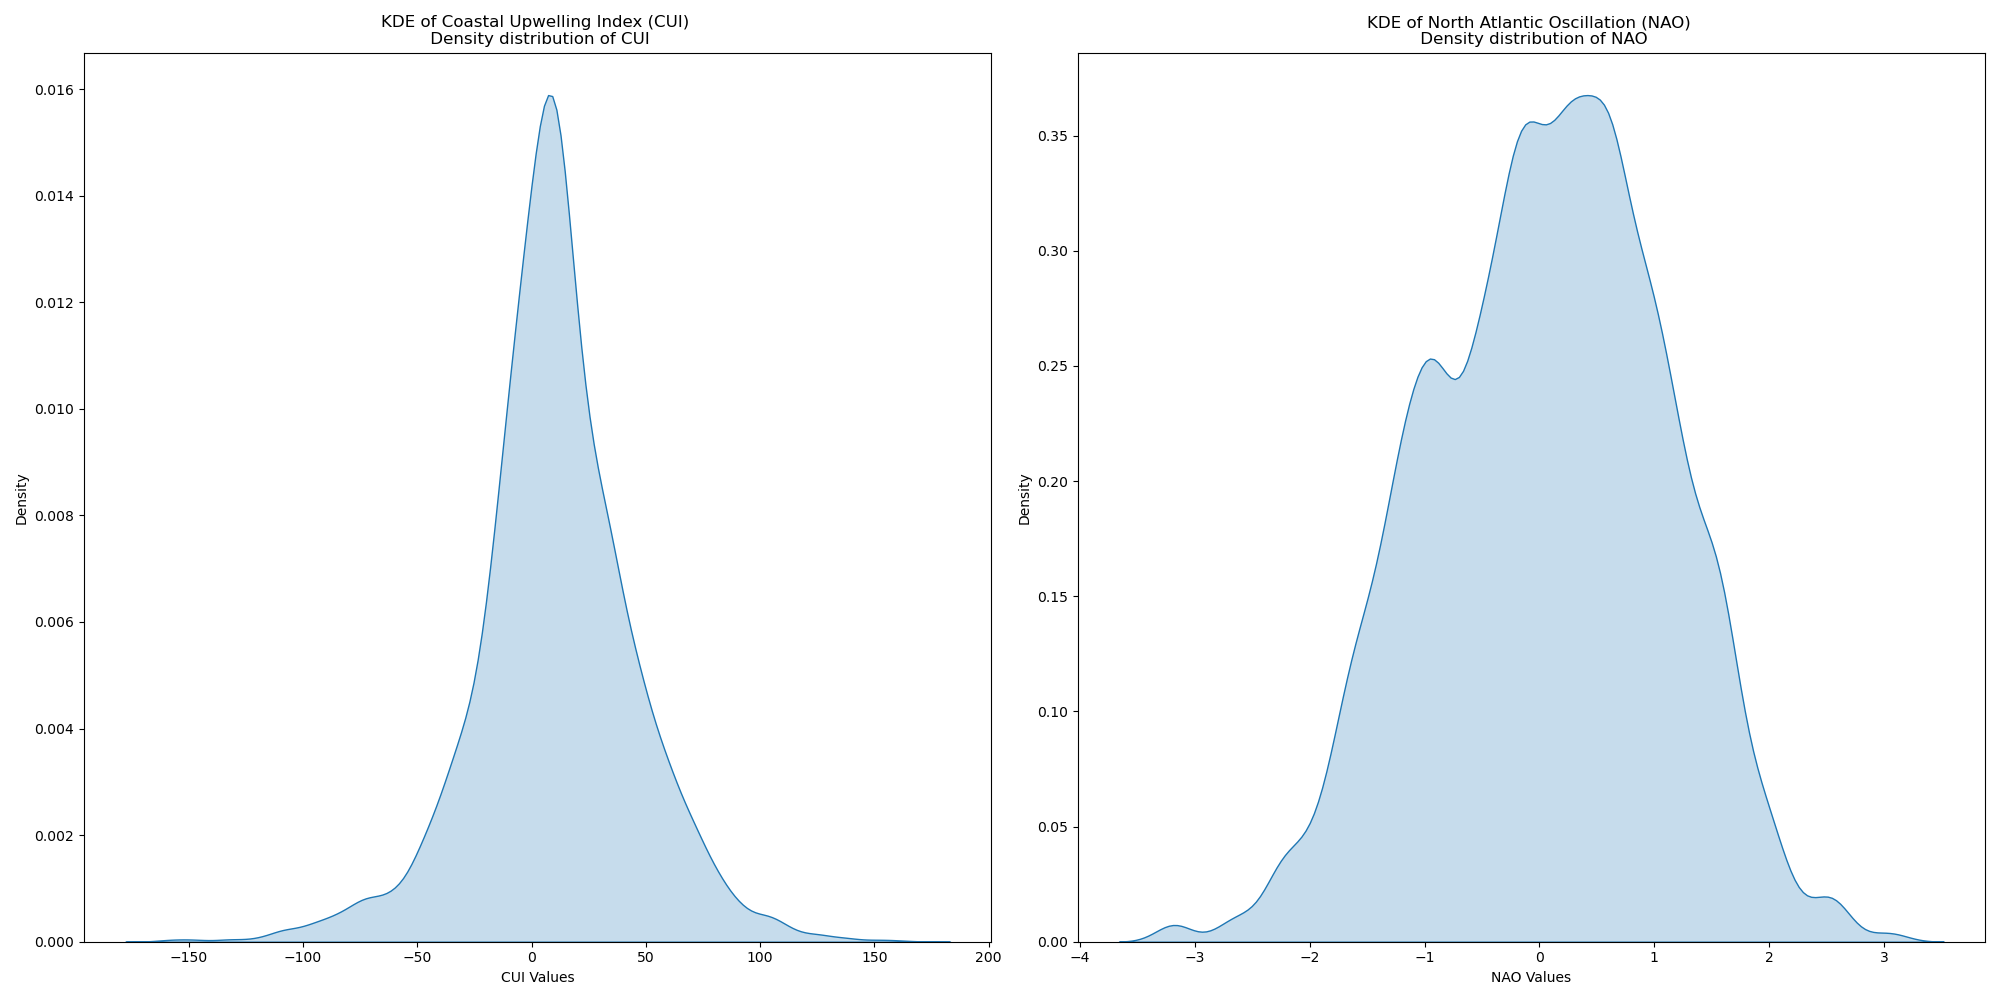 KDE of Coastal Upwelling Index (CUI)
Density distribution of CUI
0.016
0.014
0.012
0.010
0.008
0.006
0.004
0.002
0.000
Density
−150 −100 −50 0 50 100 150 200
CUI Values
KDE of North Atlantic Oscillation (NAO)
Density distribution of NAO
0.35
0.30
0.25
0.20
0.15
0.10
0.05
0.00
Density
−4 −3 −2 −1 0 1 2 3
NAO Values